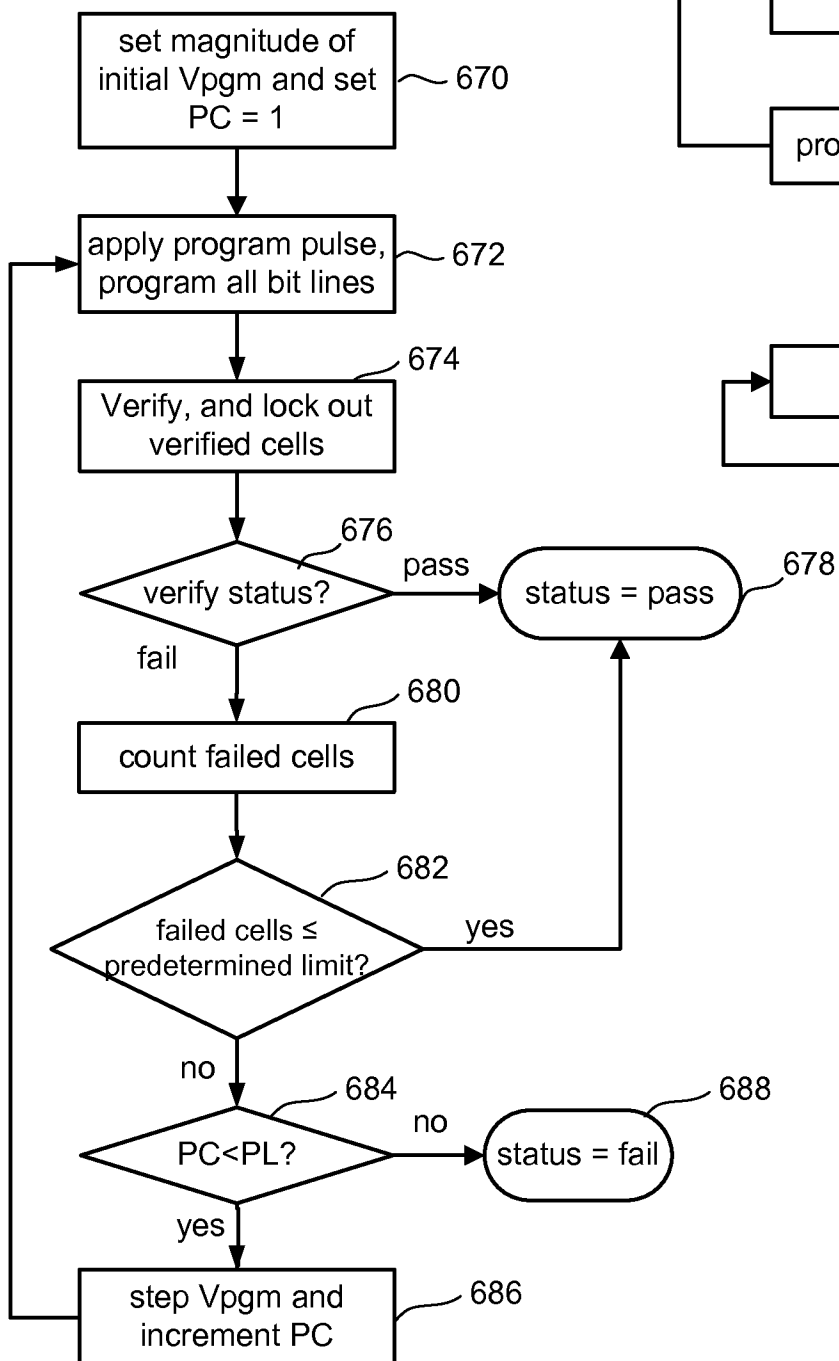 set magnitude of
initial Vpgm and set
PC = 1
670
apply program pulse,
program all bit lines
672
674
Verify, and lock out
verified cells
676
verify status?
pass
status = pass
678
fail
680
count failed cells
682
failed cells ≤
predetermined limit?
yes
no
684
PC<PL?
no
688
status = fail
yes
step Vpgm and
increment PC
686
pro